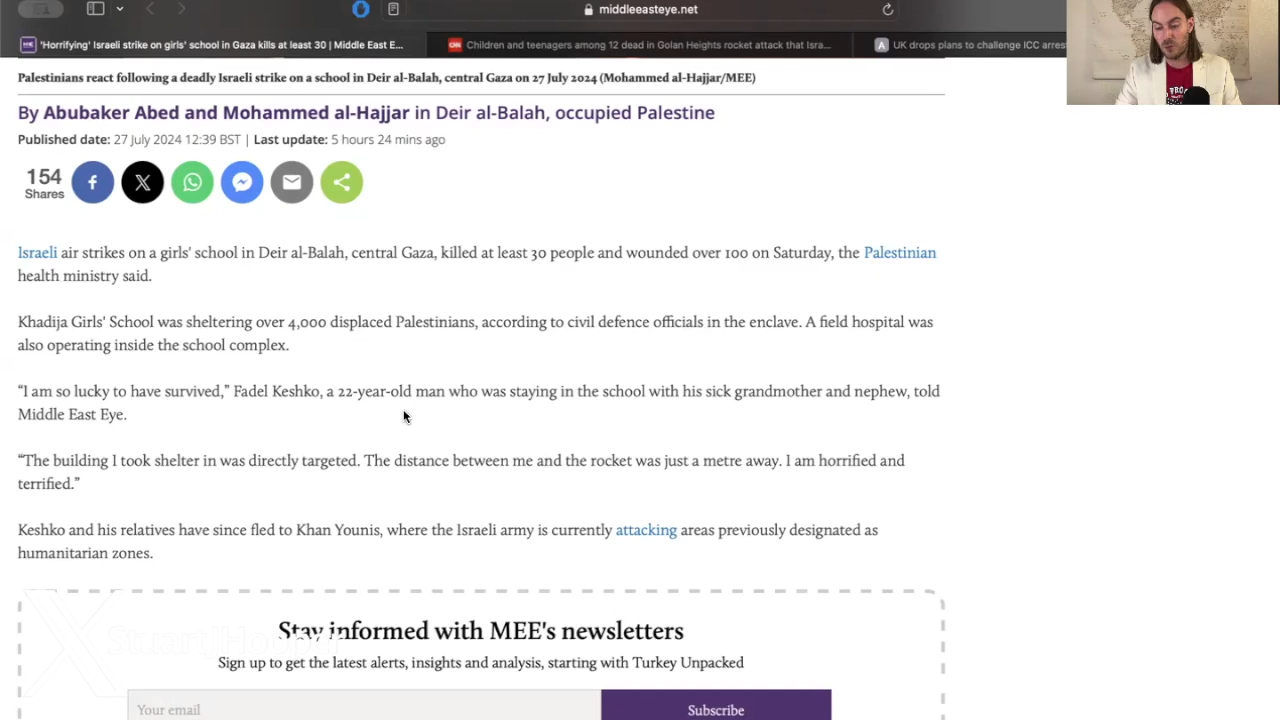 middleeasteye.net
'Horrifying' Israeli strike on girls' school in Gaza kills at least 30 | Middle East E...
CNN Children and teenagers among 12 dead in Golan Heights rocket attack that Isra...
A UK drops plans to challenge ICC arres
Palestinians react following a deadly Israeli strike on a school in Deir al-Balah, central Gaza on 27 July 2024 (Mohammed al-Hajjar/MEE)
By Abubaker Abed and Mohammed al-Hajjar in Deir al-Balah, occupied Palestine
Published date: 27 July 2024 12:39 BST | Last update: 5 hours 24 mins ago
154
Shares
Israeli air strikes on a girls' school in Deir al-Balah, central Gaza, killed at least 30 people and wounded over 100 on Saturday, the Palestinian
health ministry said.
Khadija Girls' School was sheltering over 4,000 displaced Palestinians, according to civil defence officials in the enclave. A field hospital was
also operating inside the school complex.
“I am so lucky to have survived,” Fadel Keshko, a 22-year-old man who was staying in the school with his sick grandmother and nephew, told
Middle East Eye.
“The building I took shelter in was directly targeted. The distance between me and the rocket was just a metre away. I am horrified and
terrified.”
Keshko and his relatives have since fled to Khan Younis, where the Israeli army is currently attacking areas previously designated as
humanitarian zones.
Stay informed with MEE's newsletters
StuartJHooper
Sign up to get the latest alerts, insights and analysis, starting with Turkey Unpacked
Your email
Subscribe